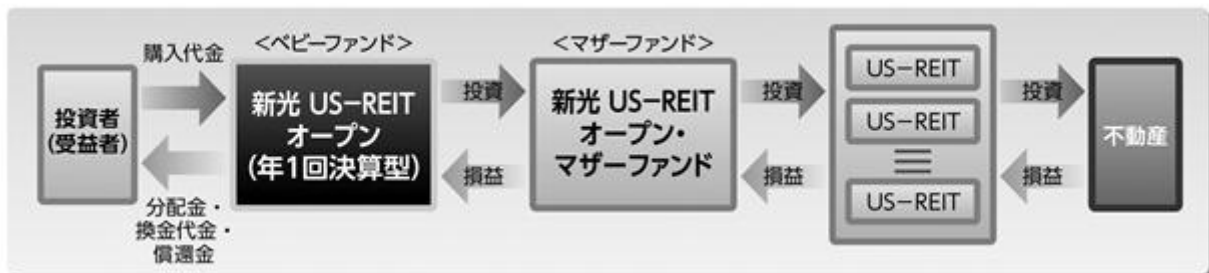 投資者
(受益者)
購入代金
分配金・
換金代金・
償還金
<ベビーファンド>
新光 US-REIT
オープン
(年1回決算型)
投資
損益
<マザーファンド>
新光 US-REIT
オープン・
マザーファンド
投資
損益
US-REIT
US-REIT
US-REIT
投資
損益
不動産